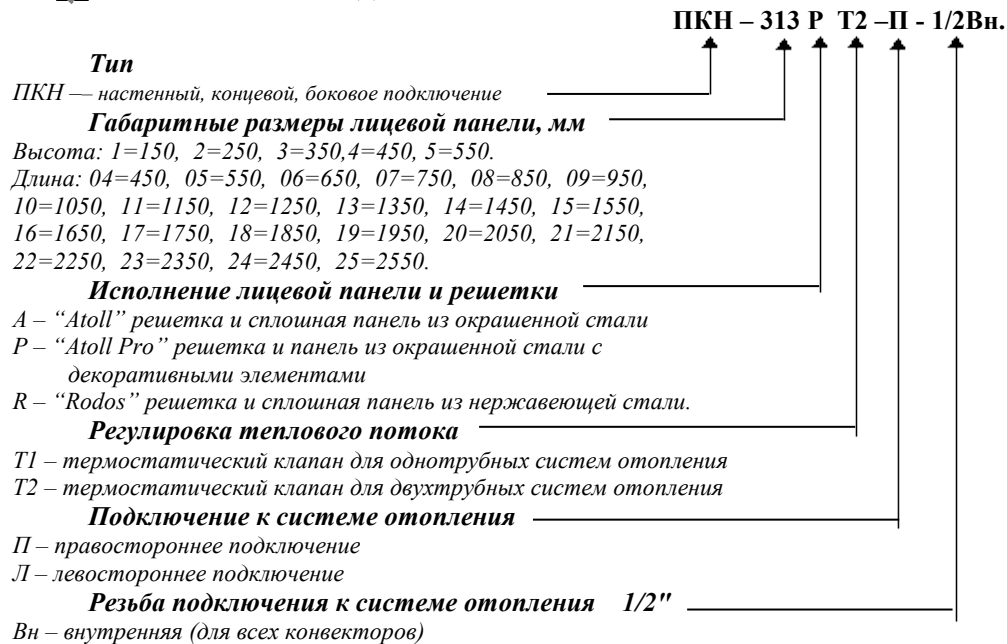 ПКН – 313 Р Т2 –П - 1/2Вн.
Тип
ПКН — настенный, концевой, боковое подключение
Габаритные размеры лицевой панели, мм
Высота: 1=150, 2=250, 3=350,4=450, 5=550.
Длина: 04=450, 05=550, 06=650, 07=750, 08=850, 09=950,
10=1050, 11=1150, 12=1250, 13=1350, 14=1450, 15=1550,
16=1650, 17=1750, 18=1850, 19=1950, 20=2050, 21=2150,
22=2250, 23=2350, 24=2450, 25=2550.
Исполнение лицевой панели и решетки
А – “Atoll” решетка и сплошная панель из окрашенной стали
Р – “Atoll Pro” решетка и панель из окрашенной стали с
декоративными элементами
R – “Rodos” решетка и сплошная панель из нержавеющей стали.
Регулировка теплового потока
Т1 – термостатический клапан для однотрубных систем отопления
Т2 – термостатический клапан для двухтрубных систем отопления
Подключение к системе отопления
П – правостороннее подключение
Л – левостороннее подключение
Резьба подключения к системе отопления 1/2"
Вн – внутренняя (для всех конвекторов)